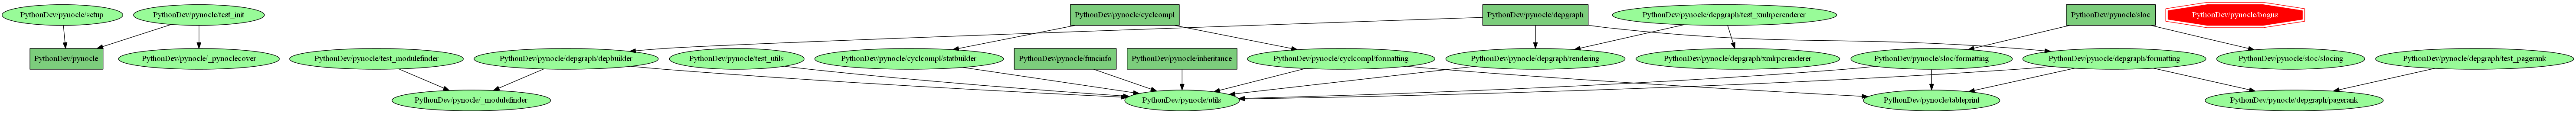 PythonDev/pynocle/setup
PythonDev/pynocle/test_init
PythonDev/pynocle/cyclcompl
PythonDev/pynocle/depgraph
PythonDev/pynocle/depgraph/test_xmlrpcrenderer
PythonDev/pynocle/sloc
PythonDev/pynocle/bogus
PythonDev/pynocle
PythonDev/pynocle/_pynoclecover
PythonDev/pynocle/test_modulefinder
PythonDev/pynocle/depgraph/depbuilder
PythonDev/pynocle/test_utils
PythonDev/pynocle/cyclcompl/statbuilder
PythonDev/pynocle/funcinfo
PythonDev/pynocle/inheritance
PythonDev/pynocle/cyclcompl/formatting
PythonDev/pynocle/depgraph/rendering
PythonDev/pynocle/depgraph/xmlrpcrenderer
PythonDev/pynocle/sloc/formatting
PythonDev/pynocle/depgraph/formatting
PythonDev/pynocle/sloc/slocing
PythonDev/pynocle/depgraph/test_pagerank
PythonDev/pynocle/_modulefinder
PythonDev/pynocle/utils
PythonDev/pynocle/tableprint
PythonDev/pynocle/depgraph/pagerank